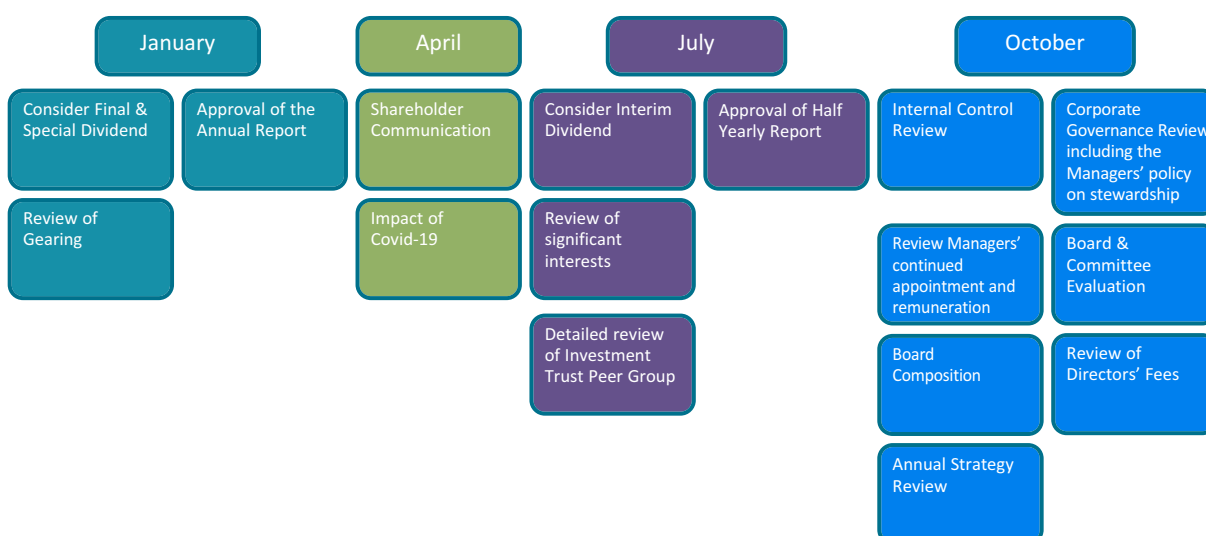 January
April
July
October
Consider Final &
Special Dividend
Approval of the
Annual Report
Shareholder
Communication
Consider Interim
Dividend
Approval of Half
Yearly Report
Internal Control
Review
Corporate
Governance Review
including the
Managers’ policy
on stewardship
Review of
Gearing
Impact of
Covid-19
Review of
significant
interests
Review Managers’
continued
appointment and
remuneration
Board &
Committee
Evaluation
Detailed review
of Investment
Trust Peer Group
Board
Composition
Review of
Directors’ Fees
Annual Strategy
Review